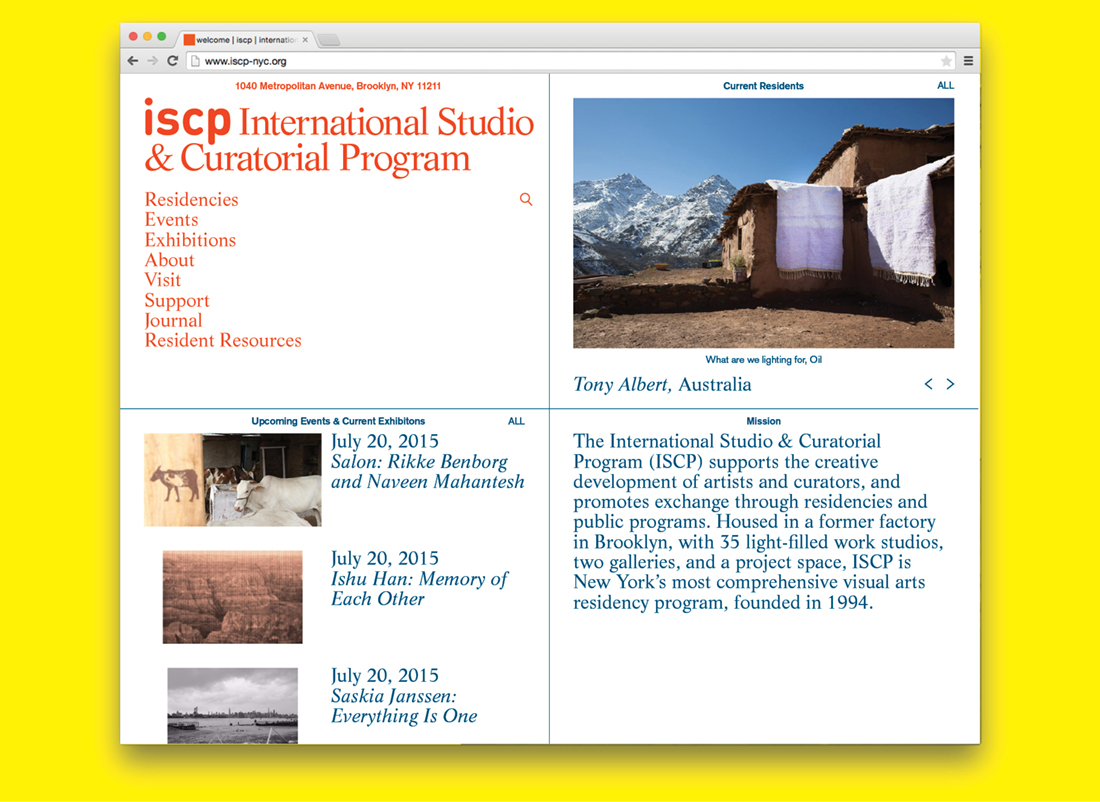 welcome | iscp | internatio
www.iscp-nyc.org
1040 Metropolitan Avenue, Brooklyn, NY 11211
iscp International Studio
& Curatorial Program
Residencies
Events
Exhibitions
About
Visit
Support
Journal
Resident Resources
Current Residents
ALL
What are we lighting for, Oil
Tony Albert, Australia
Upcoming Events & Current Exhibitons
ALL
July 20, 2015
Salon: Rikke Benborg
and Naveen Mahantesh
July 20, 2015
Ishu Han: Memory of
Each Other
July 20, 2015
Saskia Janssen:
Everything Is One
Mission
The International Studio & Curatorial
Program (ISCP) supports the creative
development of artists and curators, and
promotes exchange through residencies and
public programs. Housed in a former factory
in Brooklyn, with 35 light-filled work studios,
two galleries, and a project space, ISCP is
New York's most comprehensive visual arts
residency program, founded in 1994.